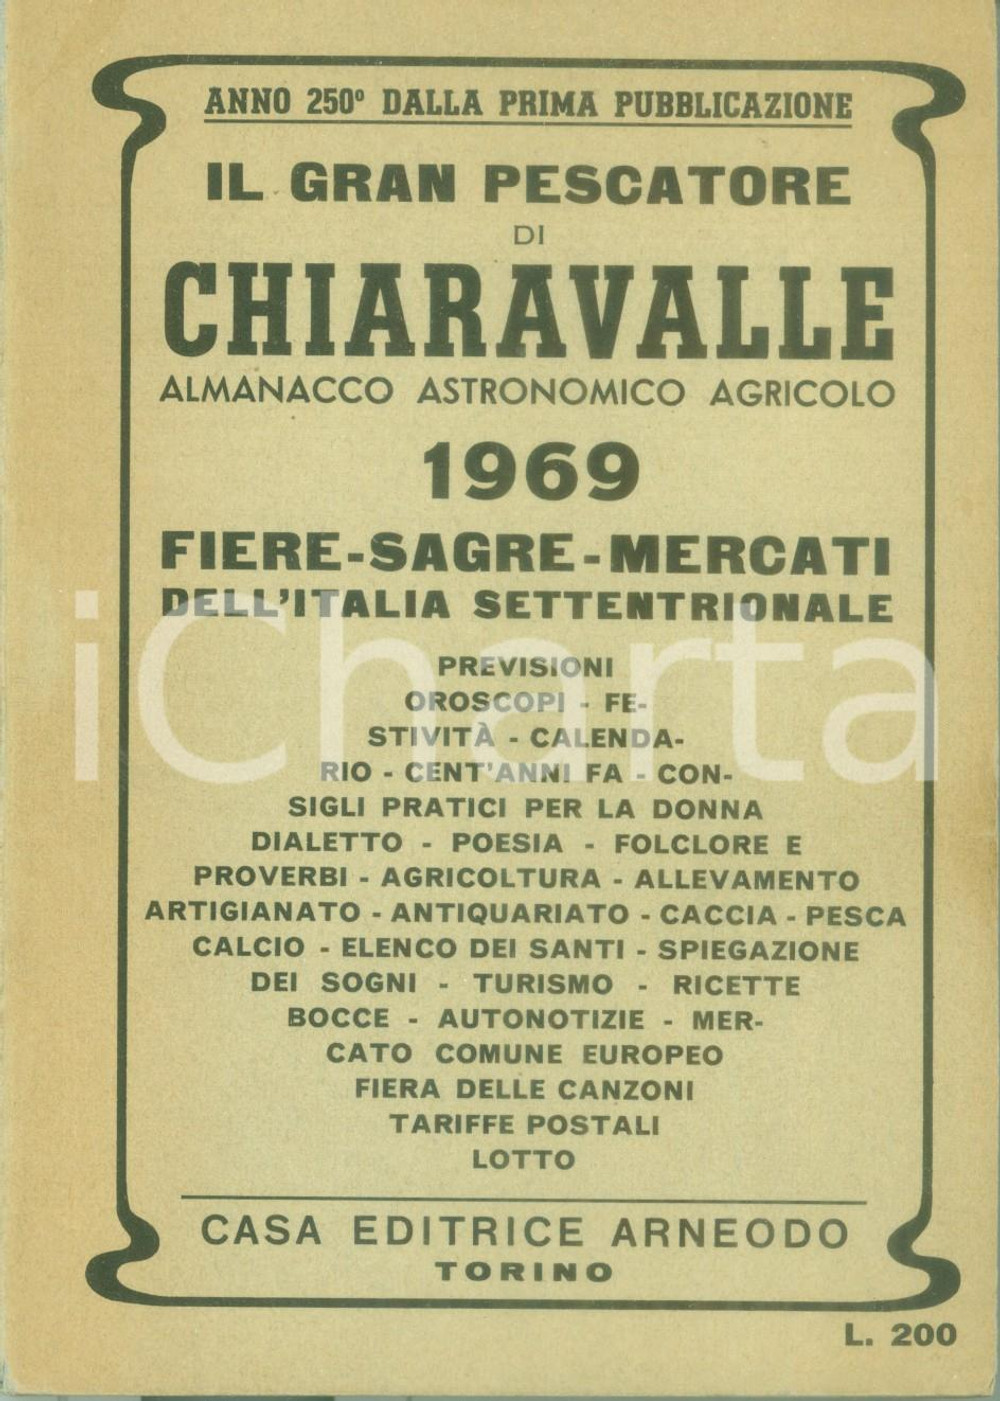 ANNO 250º DALLA PRIMA PUBBLICAZIONE
IL GRAN PESCATORE
DI
CHIARAVALLE
ALMANACCO ASTRONOMICO AGRICOLO
1969
FIERE-SAGRE-MERCATI
DELL'ITALIA SETTENTRIONALE
PREVISIONI
OROSCOPI - FE-
STIVITÀ - CALENDA-
RIO - CENT'ANNI FA - CON-
SIGLI PRATICI PER LA DONNA
DIALETTO - POESIA - FOLCLORE E
PROVERBI - AGRICOLTURA - ALLEVAMENTO
ARTIGIANATO - ANTIQUARIATO - CACCIA - PESCA
CALCIO - ELENCO DEI SANTI - SPIEGAZIONE
DEI SOGNI - TURISMO - RICETTE
BOCCE - AUTONOTIZIE - MER-
CATO COMUNE EUROPEO
FIERA DELLE CANZONI
TARIFFE POSTALI
LOTTO
CASA EDITRICE ARNEODO
TORINO
L. 200
iCharta